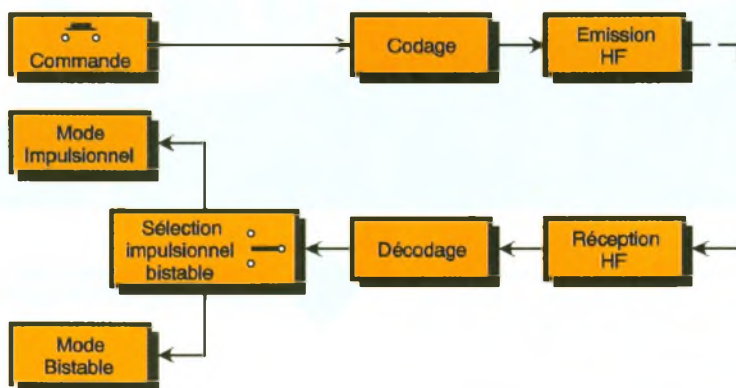 Commande
Codage
Emission
HF
Mode
Impulsionnel
Sélection
impulsionnel
bistable
Décodage
Réception
HF
Mode
Bistable